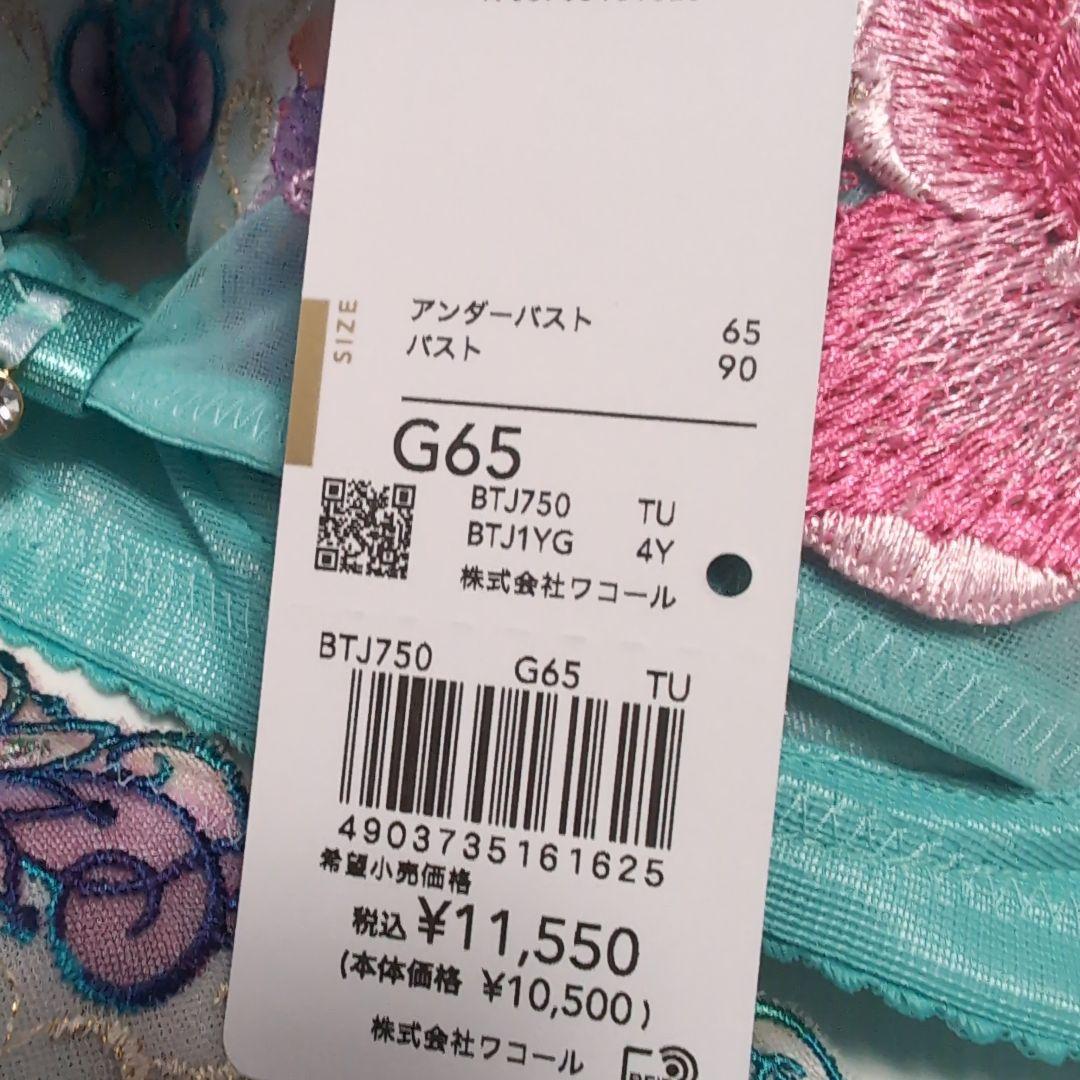 SIZE
アンダーバスト 65
バスト 90
G65
BTJ750 TU
BTJ1YG 4Y
株式会社ワコール
BTJ750 G65 TU
4903735161625
希望小売価格
税込 ¥11,550
(本体価格 ¥10,500)
株式会社ワコール